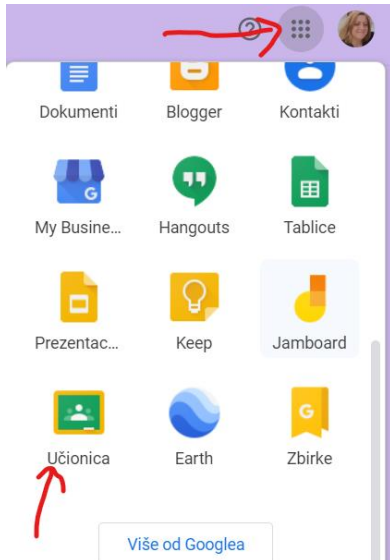 Dokumenti Blogger Kontakti
G
My Busine... Hangouts Tablice
Prezentac... Keep Jamboard
G
Učionica Earth Zbirke
Više od Googlea